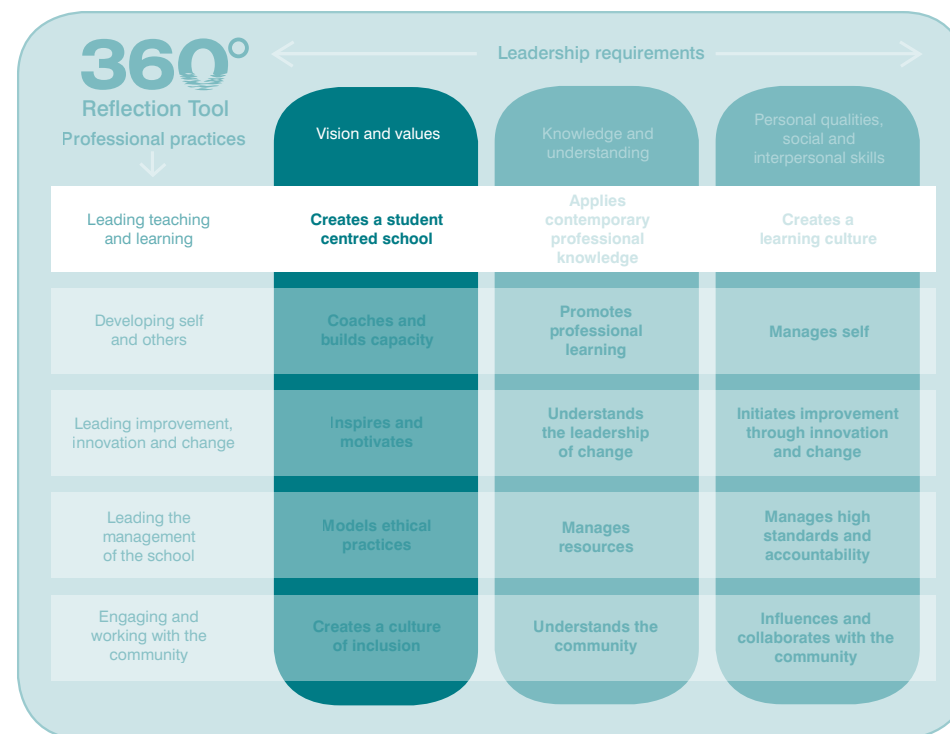 360°
Reflection Tool
Professional practices
Leadership requirements
Vision and values
Knowledge and
understanding
Personal qualities,
social and
interpersonal skills
Leading teaching
and learning
Creates a student
centred school
Applies
contemporary
professional
knowledge
Creates a
learning culture
Developing self
and others
Coaches and
builds capacity
Promotes
professional
learning
Manages self
Leading improvement,
innovation and change
Inspires and
motivates
Understands
the leadership
of change
Initiates improvement
through innovation
and change
Leading the
management
of the school
Models ethical
practices
Manages
resources
Manages high
standards and
accountability
Engaging and
working with the
community
Creates a culture
of inclusion
Understands the
community
Influences and
collaborates with the
community